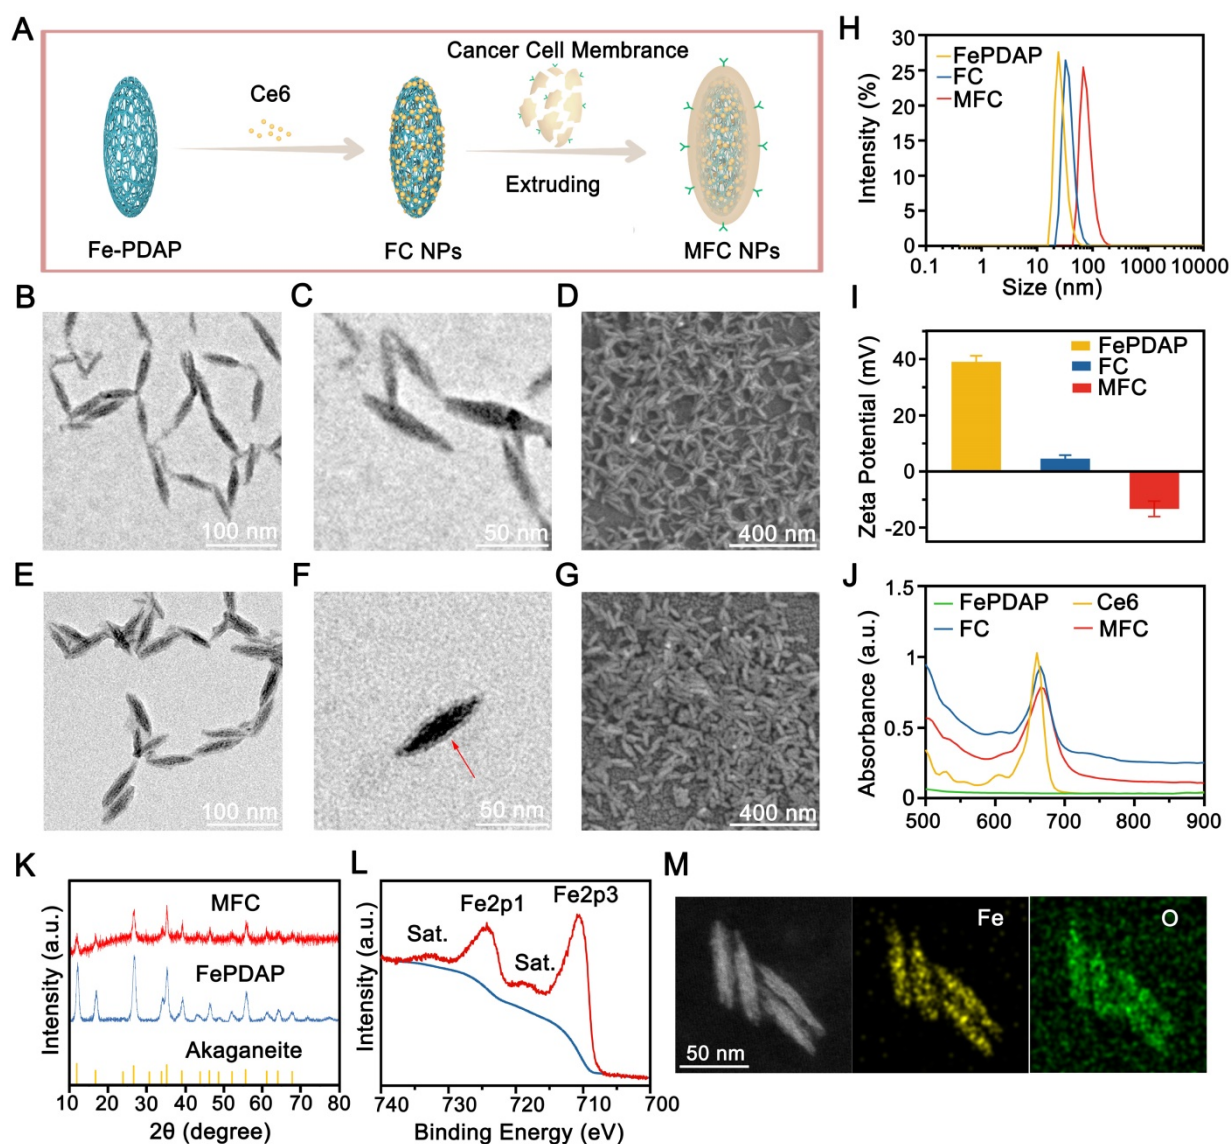 A
Cancer Cell Membrance
Ce6
Extruding
Fe-PDAP
FC NPs
MFC NPs
H
Intensity (%)
30
25
20
15
10
5
0
FePDAP
FC
MFC
0.1
1
10
100
1000
10000
Size (nm)
B
100 nm
C
50 nm
D
400 nm
I
Zeta Potential (mV)
40
20
0
-20
FePDAP
FC
MFC
E
100 nm
F
50 nm
G
400 nm
J
Absorbance (a.u.)
1.5
1
0.5
0
FePDAP
Ce6
FC
MFC
500
600
700
800
900
K
Intensity (a.u.)
MFC
FePDAP
Akaganeite
10 20 30 40 50 60 70 80
2θ (degree)
L
Intensity (a.u.)
Fe2p3
Fe2p1
Sat.
Sat.
740 730 720 710 700
Binding Energy (eV)
M
50 nm
Fe
O